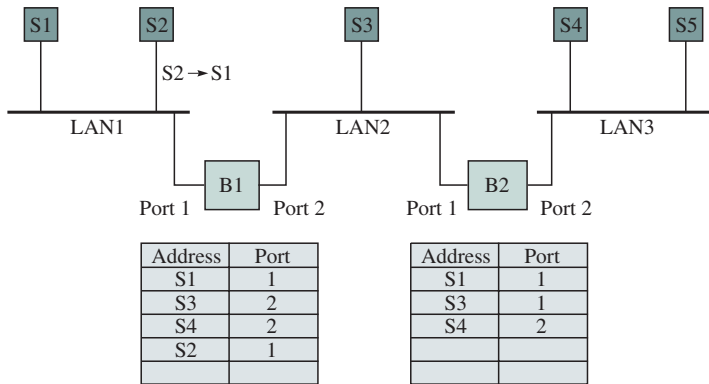 S1 S2 S3 S4 S5
S2 → S1
LAN1 LAN2 LAN3
B1 B2
Port 1 Port 2 Port 1 Port 2
Address Port
S1 1
S3 2
S4 2
S2 1
Address Port
S1 1
S3 1
S4 2